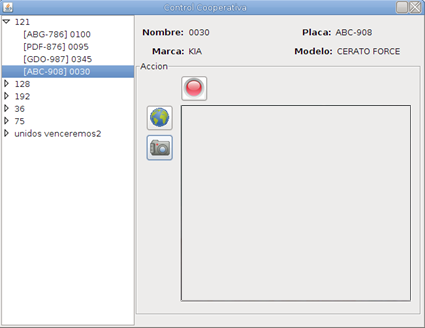 Control Cooperativa
121
[ABG-786] 0100
[PDF-876] 0095
[GDO-987] 0345
[ABC-908] 0030
128
192
36
75
unidos venceremos2
Nombre: 0030 Placa: ABC-908
Marca: KIA Modelo: CERATO FORCE
Accion